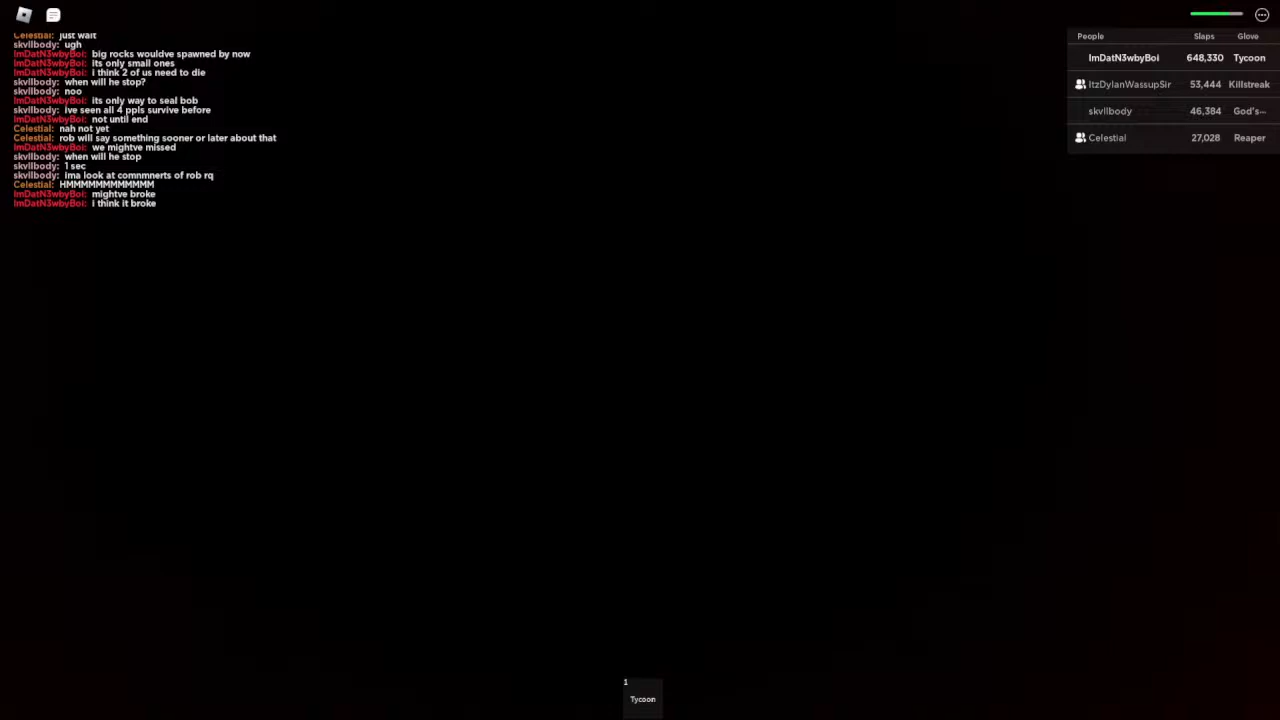 Celestial: just wait
skvllbody: ugh
ImDatN3wbyBoi: big rocks wouldve spawned by now
ImDatN3wbyBoi: its only small ones
ImDatN3wbyBoi: i think 2 of us need to die
skvllbody: when will he stop?
skvllbody: noo
ImDatN3wbyBoi: its only way to seal bob
skvllbody: ive seen all 4 ppls survive before
ImDatN3wbyBoi: not until end
Celestial: nah not yet
Celestial: rob will say something sooner or later about that
ImDatN3wbyBoi: we mightve missed
skvllbody: when will he stop
skvllbody: 1 sec
skvllbody: ima look at comnmnerts of rob rq
Celestial: HMMMMMMMMMMMMM
ImDatN3wbyBoi: mightve broke
ImDatN3wbyBoi: i think it broke
People Slaps Glove
ImDatN3wbyBoi 648,330 Tycoon
ItzDylanWassupSir 53,444 Killstreak
skvllbody 46,384 God's—
Celestial 27,028 Reaper
1
Tycoon